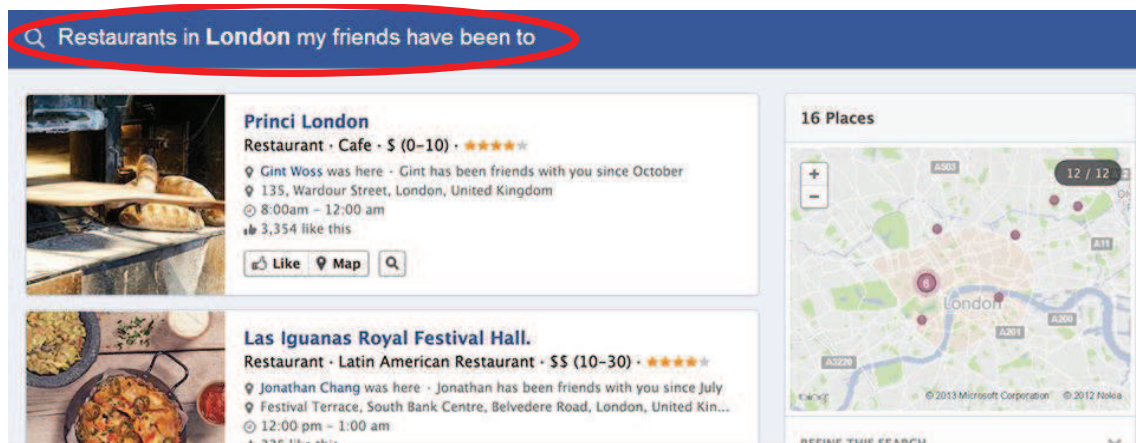 Restaurants in London my friends have been to
Princi London
Restaurant · Cafe · $ (0–10) ·
Gint Woss was here · Gint has been friends with you since October
135, Wardour Street, London, United Kingdom
8:00am – 12:00 am
3,354 like this
Like Map
Las Iguanas Royal Festival Hall.
Restaurant · Latin American Restaurant · $$ (10–30) ·
Jonathan Chang was here · Jonathan has been friends with you since July
Festival Terrace, South Bank Centre, Belvedere Road, London, United Kin...
12:00 pm – 1:00 am
16 Places
+
A503
12 / 12
–
A11
6
London
A200
A201
A3220
© 2013 Microsoft Corporation © 2012 Nokia
REFINE THIS SEARCH